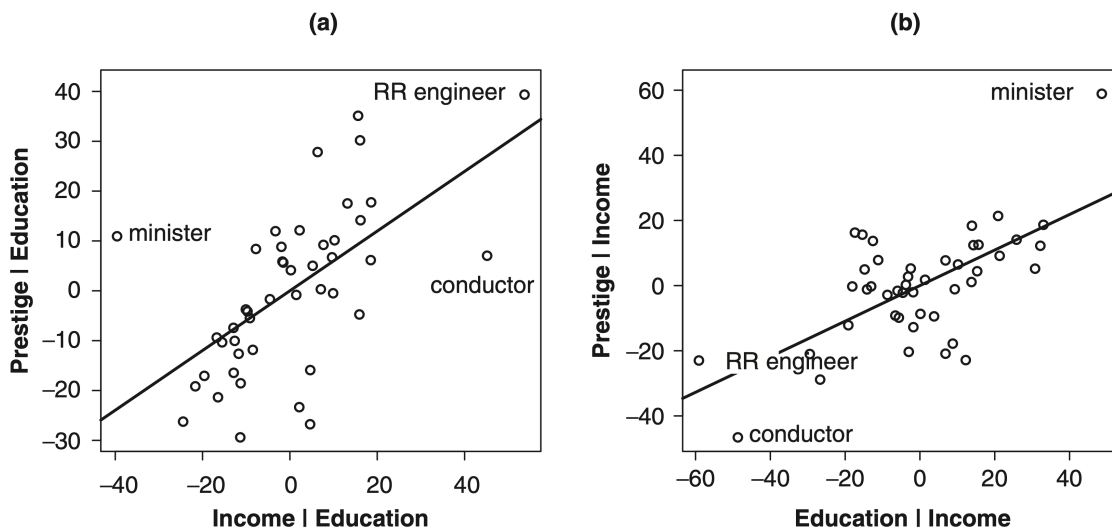 (a)
(b)
Prestige | Education
40
30
20
10
0
−10
−20
−30
RR engineer
minister
conductor
−40
−20
0
20
40
Income | Education
Prestige | Income
60
40
20
0
−20
−40
minister
RR engineer
conductor
−60
−40
−20
0
20
40
Education | Income